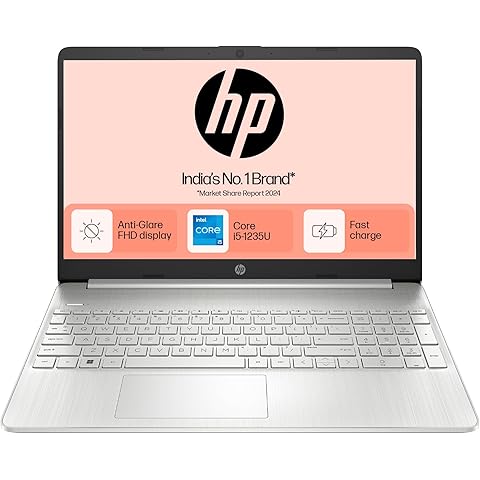 hp
India's No. 1 Brand*
*Market Share Report 2024
Anti-Glare
FHD display
intel
CORE
i5
Core
i5-1235U
Fast
charge
hp